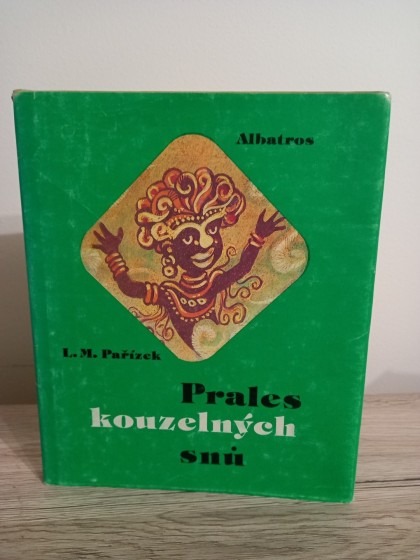 Albatros
L. M. Pařízek
Prales
kouzelných
snů